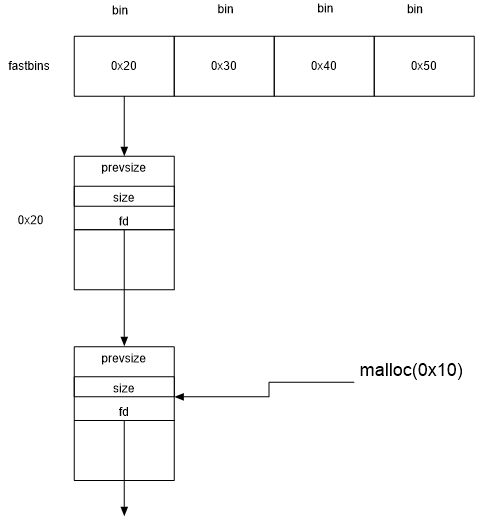 bin bin bin bin
fastbins 0x20 0x30 0x40 0x50
prevsize
size
0x20 fd
prevsize
malloc(0x10)
size
fd